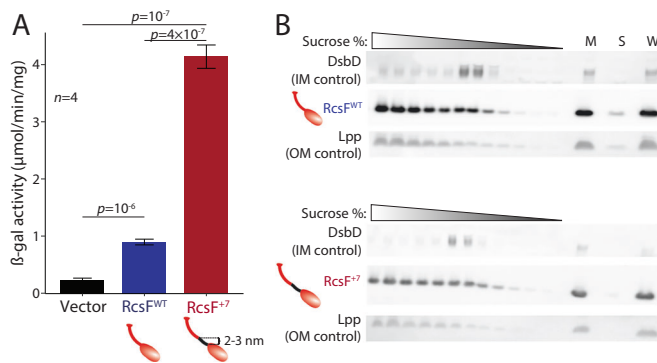 A
p=10⁻⁷
p=4×10⁻⁷
n=4
p=10⁻⁶
ß-gal activity (μmol/min/mg)
4
3
2
1
0
Vector
RcsFᵂᵀ
RcsF⁺⁷
2-3 nm
B
Sucrose %:
M
S
W
DsbD
(IM control)
RcsFᵂᵀ
Lpp
(OM control)
Sucrose %:
DsbD
(IM control)
RcsF⁺⁷
Lpp
(OM control)